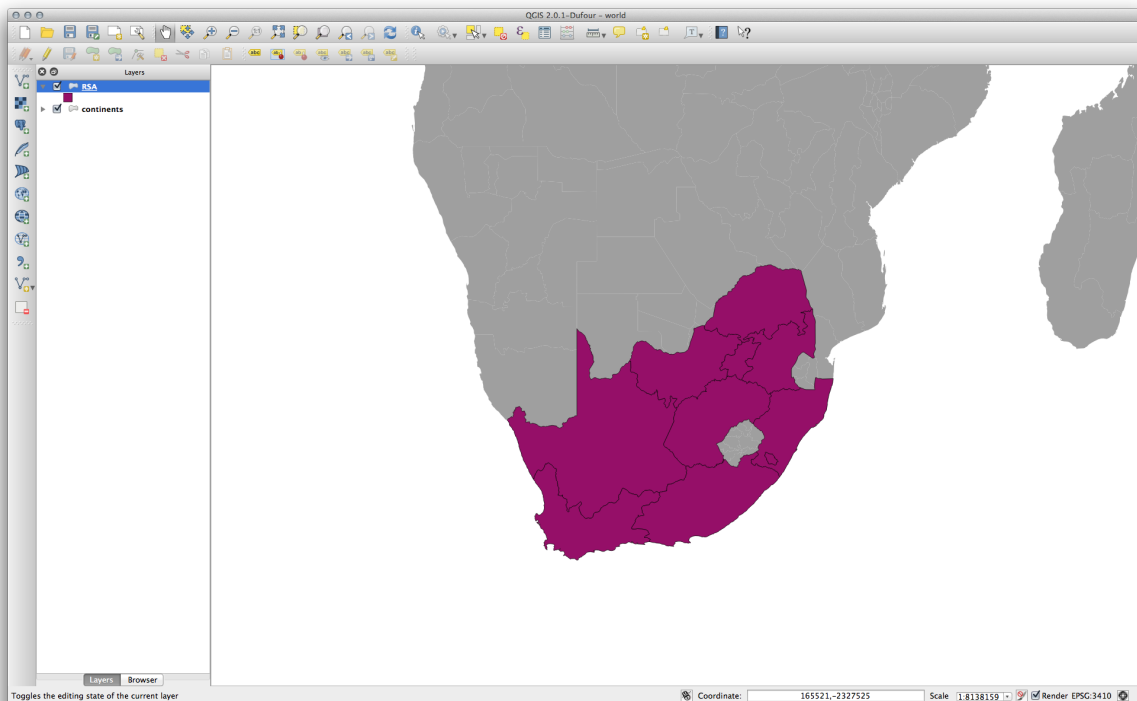 QGIS 2.0.1-Dufour - world
Layers
RSA
continents
Layers Browser
Toggles the editing state of the current layer
Coordinate: 165521,-2327525 Scale 1:8138159 Render EPSG:3410